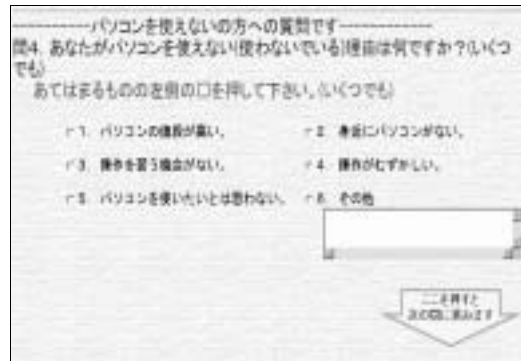 ----------パソコンを使えないの方への質問です------------
問4. あなたがパソコンを使えない(使わないでいる)理由は何ですか?(いくつ
でも)
あてはまるものの左側の口を押して下さい。(いくつでも)
1. パソコンの値段が高い。 2. 身近にパソコンがない。
3. 操作を習う機会がない。 4. 操作がむずかしい。
5. パソコンを使いたいとは思わない。 6. その他
ここを押すと
次の問に進みます